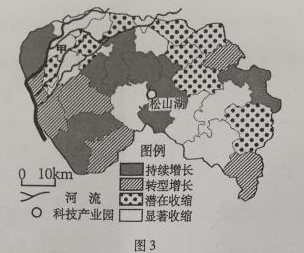 甲
松山湖
图例
0 10km
持续增长
转型增长
河流
潜在收缩
科技产业园
显著收缩
图3